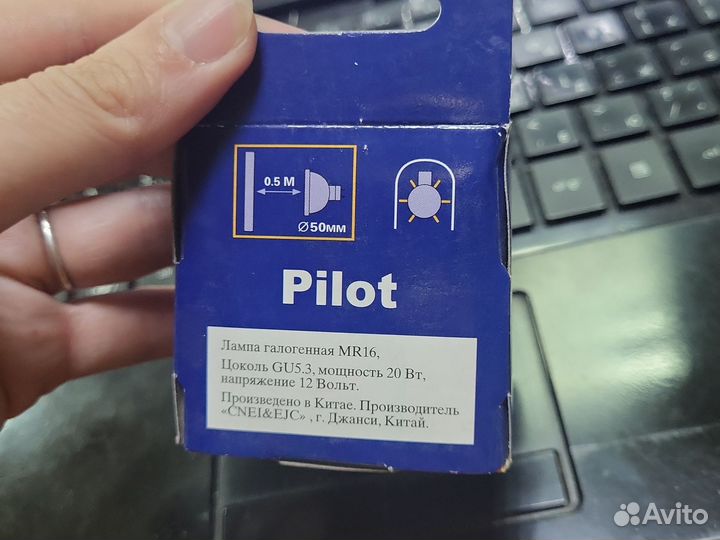 0.5 М
Ø50мм
Pilot
Лампа галогенная MR16,
Цоколь GU5.3, мощность 20 Вт,
напряжение 12 Вольт.
Произведено в Китае. Производитель
«CNEI&EJC» , г. Джанси, Китай.
Avito